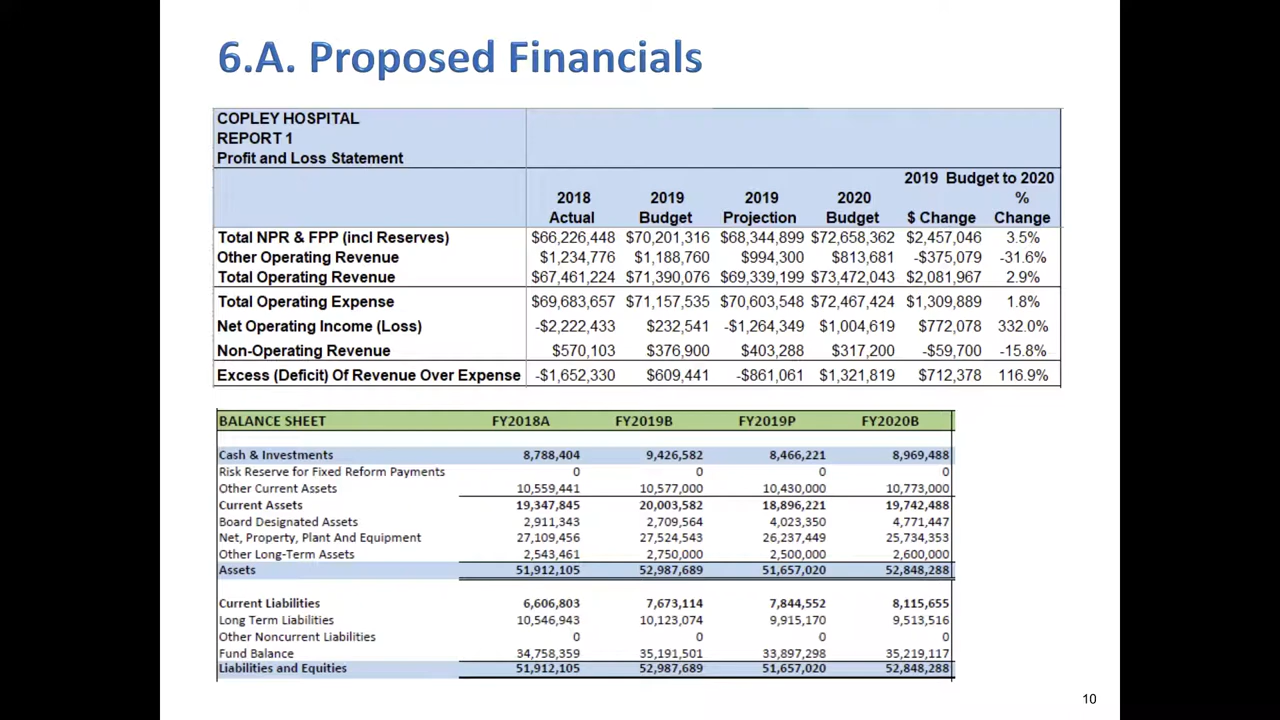 6.A. Proposed Financials
COPLEY HOSPITAL
REPORT 1
Profit and Loss Statement
2019 Budget to 2020
2018 2019 2019 2020 %
Actual Budget Projection Budget $ Change Change
Total NPR & FPP (incl Reserves) $66,226,448 $70,201,316 $68,344,899 $72,658,362 $2,457,046 3.5%
Other Operating Revenue $1,234,776 $1,188,760 $994,300 $813,681 -$375,079 -31.6%
Total Operating Revenue $67,461,224 $71,390,076 $69,339,199 $73,472,043 $2,081,967 2.9%
Total Operating Expense $69,683,657 $71,157,535 $70,603,548 $72,467,424 $1,309,889 1.8%
Net Operating Income (Loss) -$2,222,433 $232,541 -$1,264,349 $1,004,619 $772,078 332.0%
Non-Operating Revenue $570,103 $376,900 $403,288 $317,200 -$59,700 -15.8%
Excess (Deficit) Of Revenue Over Expense -$1,652,330 $609,441 -$861,061 $1,321,819 $712,378 116.9%
BALANCE SHEET FY2018A FY2019B FY2019P FY2020B
Cash & Investments 8,788,404 9,426,582 8,466,221 8,969,488
Risk Reserve for Fixed Reform Payments 0 0 0 0
Other Current Assets 10,559,441 10,577,000 10,430,000 10,773,000
Current Assets 19,347,845 20,003,582 18,896,221 19,742,488
Board Designated Assets 2,911,343 2,709,564 4,023,350 4,771,447
Net, Property, Plant And Equipment 27,109,456 27,524,543 26,237,449 25,734,353
Other Long-Term Assets 2,543,461 2,750,000 2,500,000 2,600,000
Assets 51,912,105 52,987,689 51,657,020 52,848,288
Current Liabilities 6,606,803 7,673,114 7,844,552 8,115,655
Long Term Liabilities 10,546,943 10,123,074 9,915,170 9,513,516
Other Noncurrent Liabilities 0 0 0 0
Fund Balance 34,758,359 35,191,501 33,897,298 35,219,117
Liabilities and Equities 51,912,105 52,987,689 51,657,020 52,848,288
10